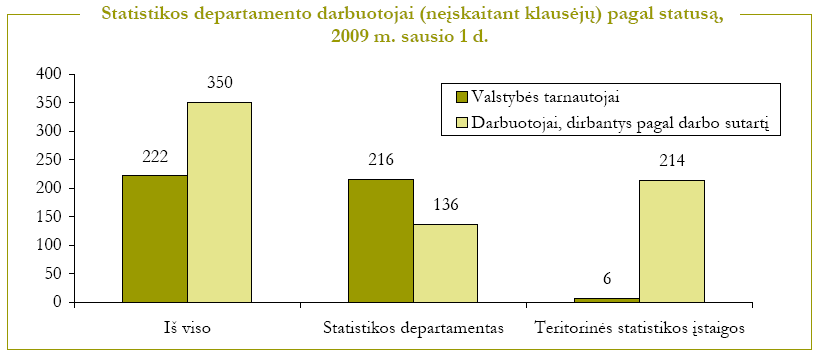 Statistikos departamento darbuotojai (neįskaitant klausėjų) pagal statusą,
2009 m. sausio 1 d.
400
350
300
250
200
150
100
50
0
222
350
216
136
6
214
Valstybės tarnautojai
Darbuotojai, dirbantys pagal darbo sutartį
Iš viso
Statistikos departamentas
Teritorinės statistikos įstaigos